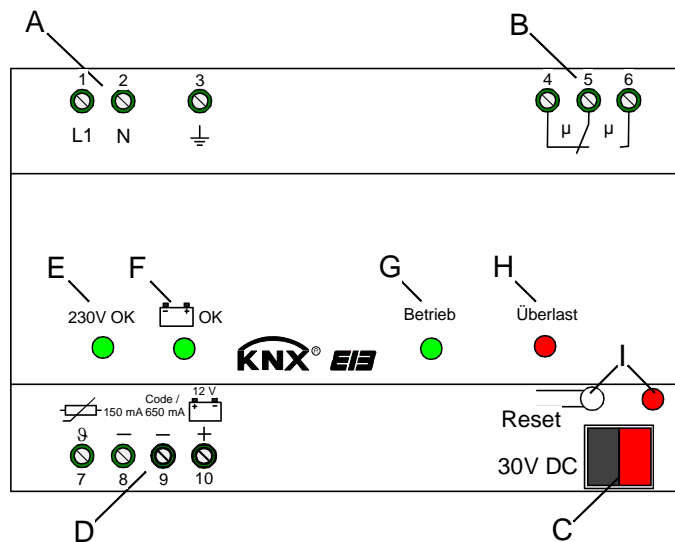 A
B
1 2 3 4 5 6
L1 N
µ µ
E F G H
230V OK
OK
Betrieb
Überlast
I
KNX® EIB
150 mA
Code /
650 mA
12 V
Reset
ϑ − − +
7 8 9 10
30V DC
D
C